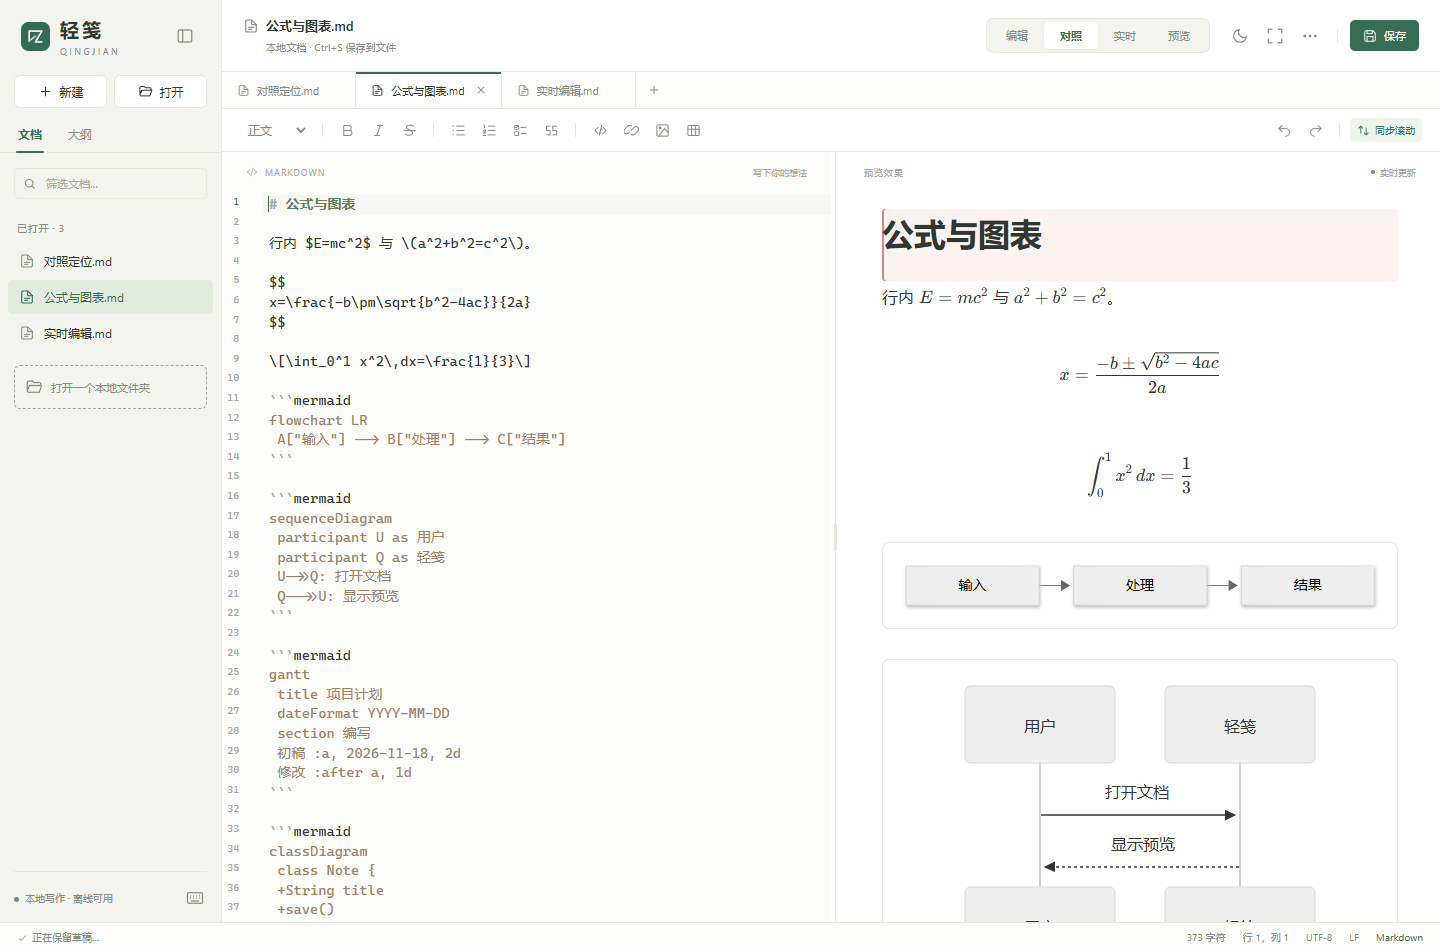 轻笺
QINGJIAN
新建
打开
文档
大纲
筛选文档...
已打开 · 3
对照定位.md
公式与图表.md
实时编辑.md
打开一个本地文件夹
本地写作 · 离线可用
正在保留草稿...
公式与图表.md
本地文档 · Ctrl+S 保存到文件
编辑
对照
实时
预览
保存
对照定位.md
公式与图表.md
实时编辑.md
正文
同步滚动
MARKDOWN
写下你的想法
1 # 公式与图表
2
3 行内 $E=mc^2$ 与 \(a^2+b^2=c^2\)。
4
5 $$
6 x=\frac{-b\pm\sqrt{b^2-4ac}}{2a}
7 $$
8
9 \[\int_0^1 x^2\,dx=\frac{1}{3}\]
10
11 ```mermaid
12 flowchart LR
13 A["输入"] --> B["处理"] --> C["结果"]
14 ```
15
16 ```mermaid
17 sequenceDiagram
18 participant U as 用户
19 participant Q as 轻笺
20 U->>Q: 打开文档
21 Q-->>U: 显示预览
22 ```
23
24 ```mermaid
25 gantt
26 title 项目计划
27 dateFormat YYYY-MM-DD
28 section 编写
29 初稿 :a, 2026-11-18, 2d
30 修改 :after a, 1d
31 ```
32
33 ```mermaid
34 classDiagram
35 class Note {
36 +String title
37 +save()
预览效果
实时更新
公式与图表
行内 E = mc² 与 a² + b² = c²。
x = (−b ± √(b² − 4ac)) / 2a
∫₀¹ x² dx = 1/3
输入
处理
结果
用户
轻笺
打开文档
显示预览
373 字符
行 1，列 1
UTF-8
LF
Markdown